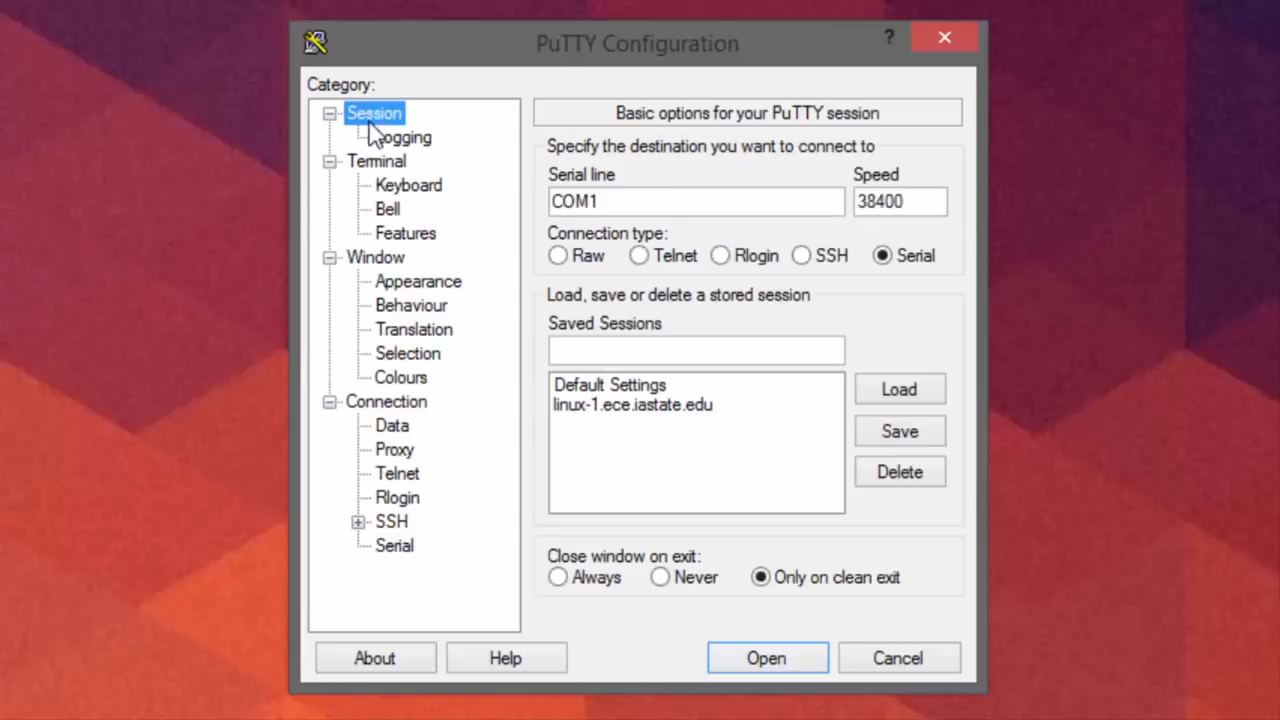 PuTTY Configuration
?
Category:
Session
Logging
Terminal
Keyboard
Bell
Features
Window
Appearance
Behaviour
Translation
Selection
Colours
Connection
Data
Proxy
Telnet
Rlogin
SSH
Serial
Basic options for your PuTTY session
Specify the destination you want to connect to
Serial line Speed
COM1 38400
Connection type:
Raw Telnet Rlogin SSH Serial
Load, save or delete a stored session
Saved Sessions
Default Settings
linux-1.ece.iastate.edu
Load
Save
Delete
Close window on exit:
Always Never Only on clean exit
About Help Open Cancel